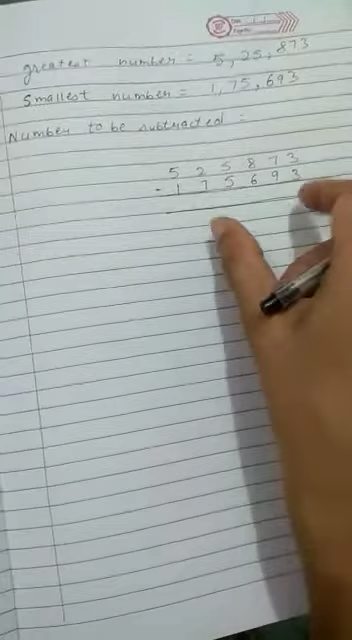 greatest number = 5,25,873
Smallest number = 1,75,693
Number to be subtracted =
5 2 5 8 7 3
- 1 7 5 6 9 3